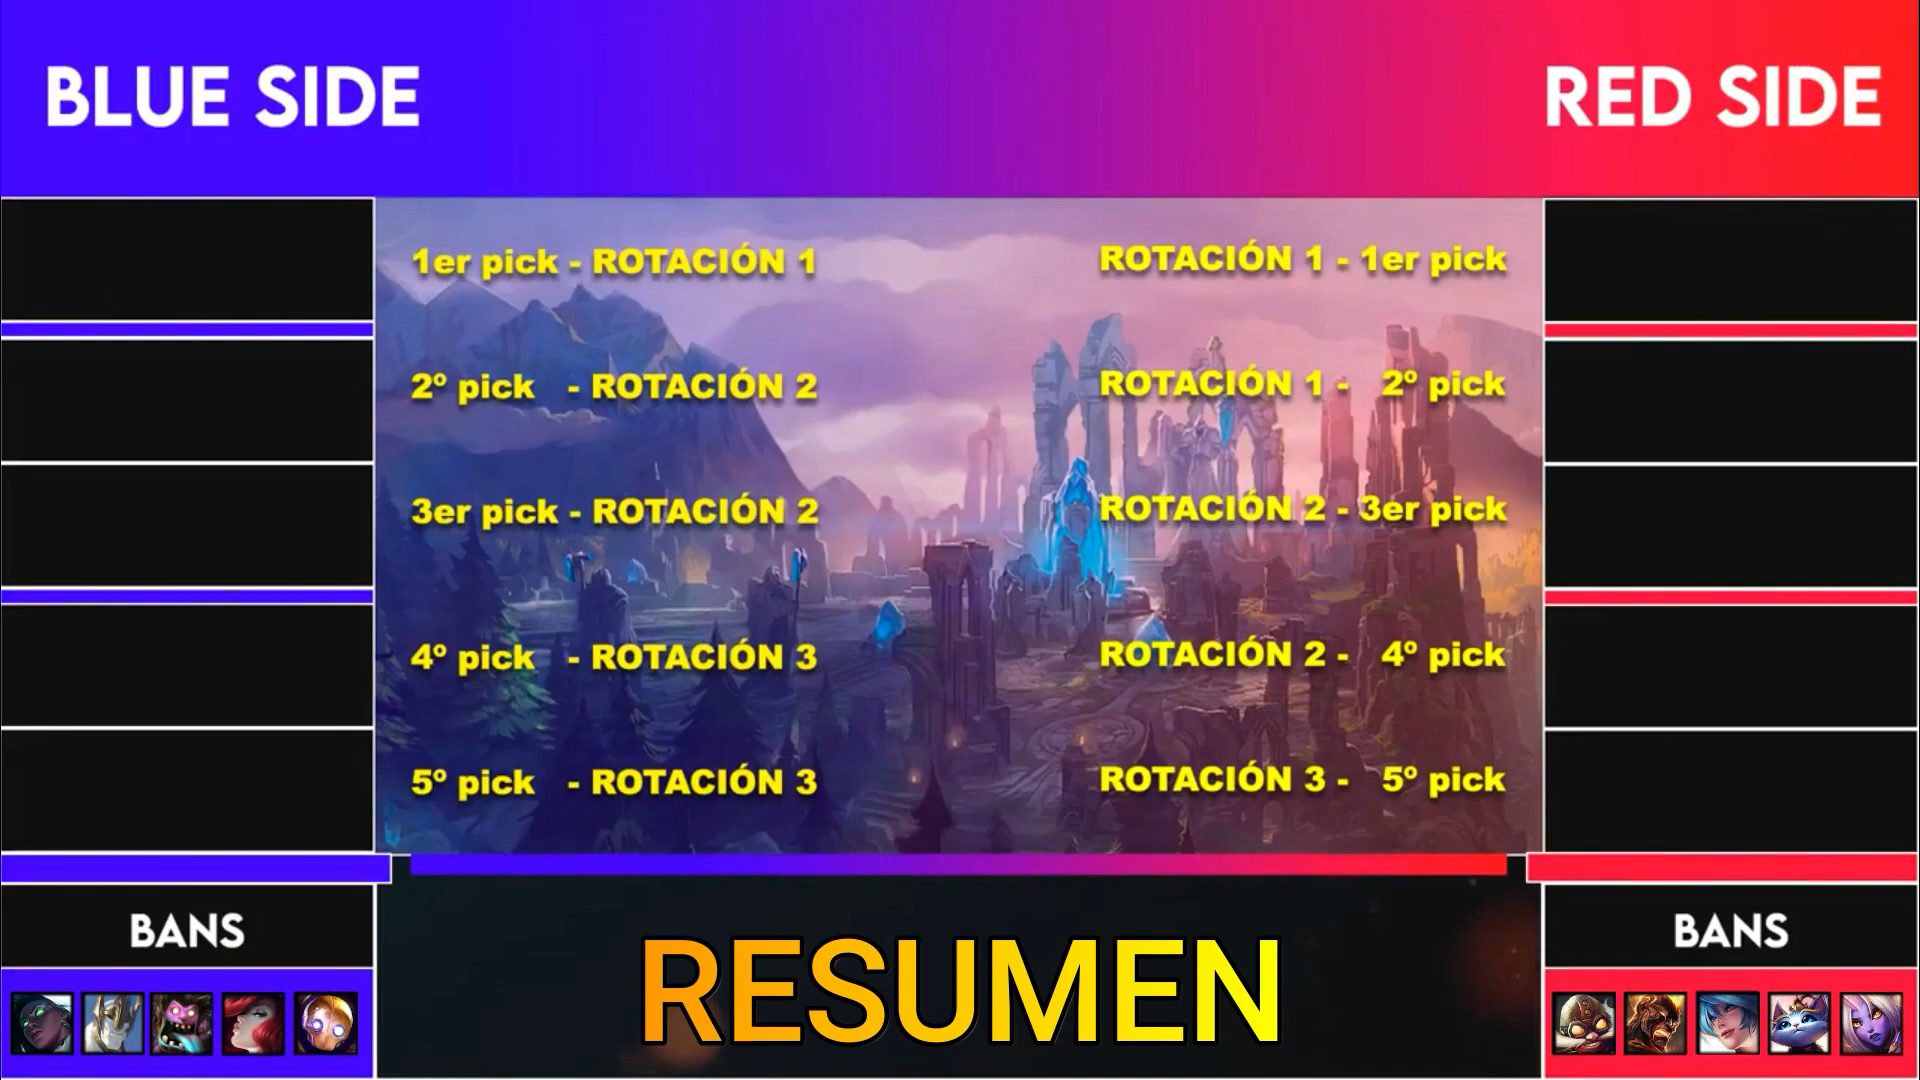 BLUE SIDE
RED SIDE
1er pick - ROTACIÓN 1
ROTACIÓN 1 - 1er pick
2º pick - ROTACIÓN 2
ROTACIÓN 1 - 2º pick
3er pick - ROTACIÓN 2
ROTACIÓN 2 - 3er pick
4º pick - ROTACIÓN 3
ROTACIÓN 2 - 4º pick
5º pick - ROTACIÓN 3
ROTACIÓN 3 - 5º pick
BANS
BANS
RESUMEN